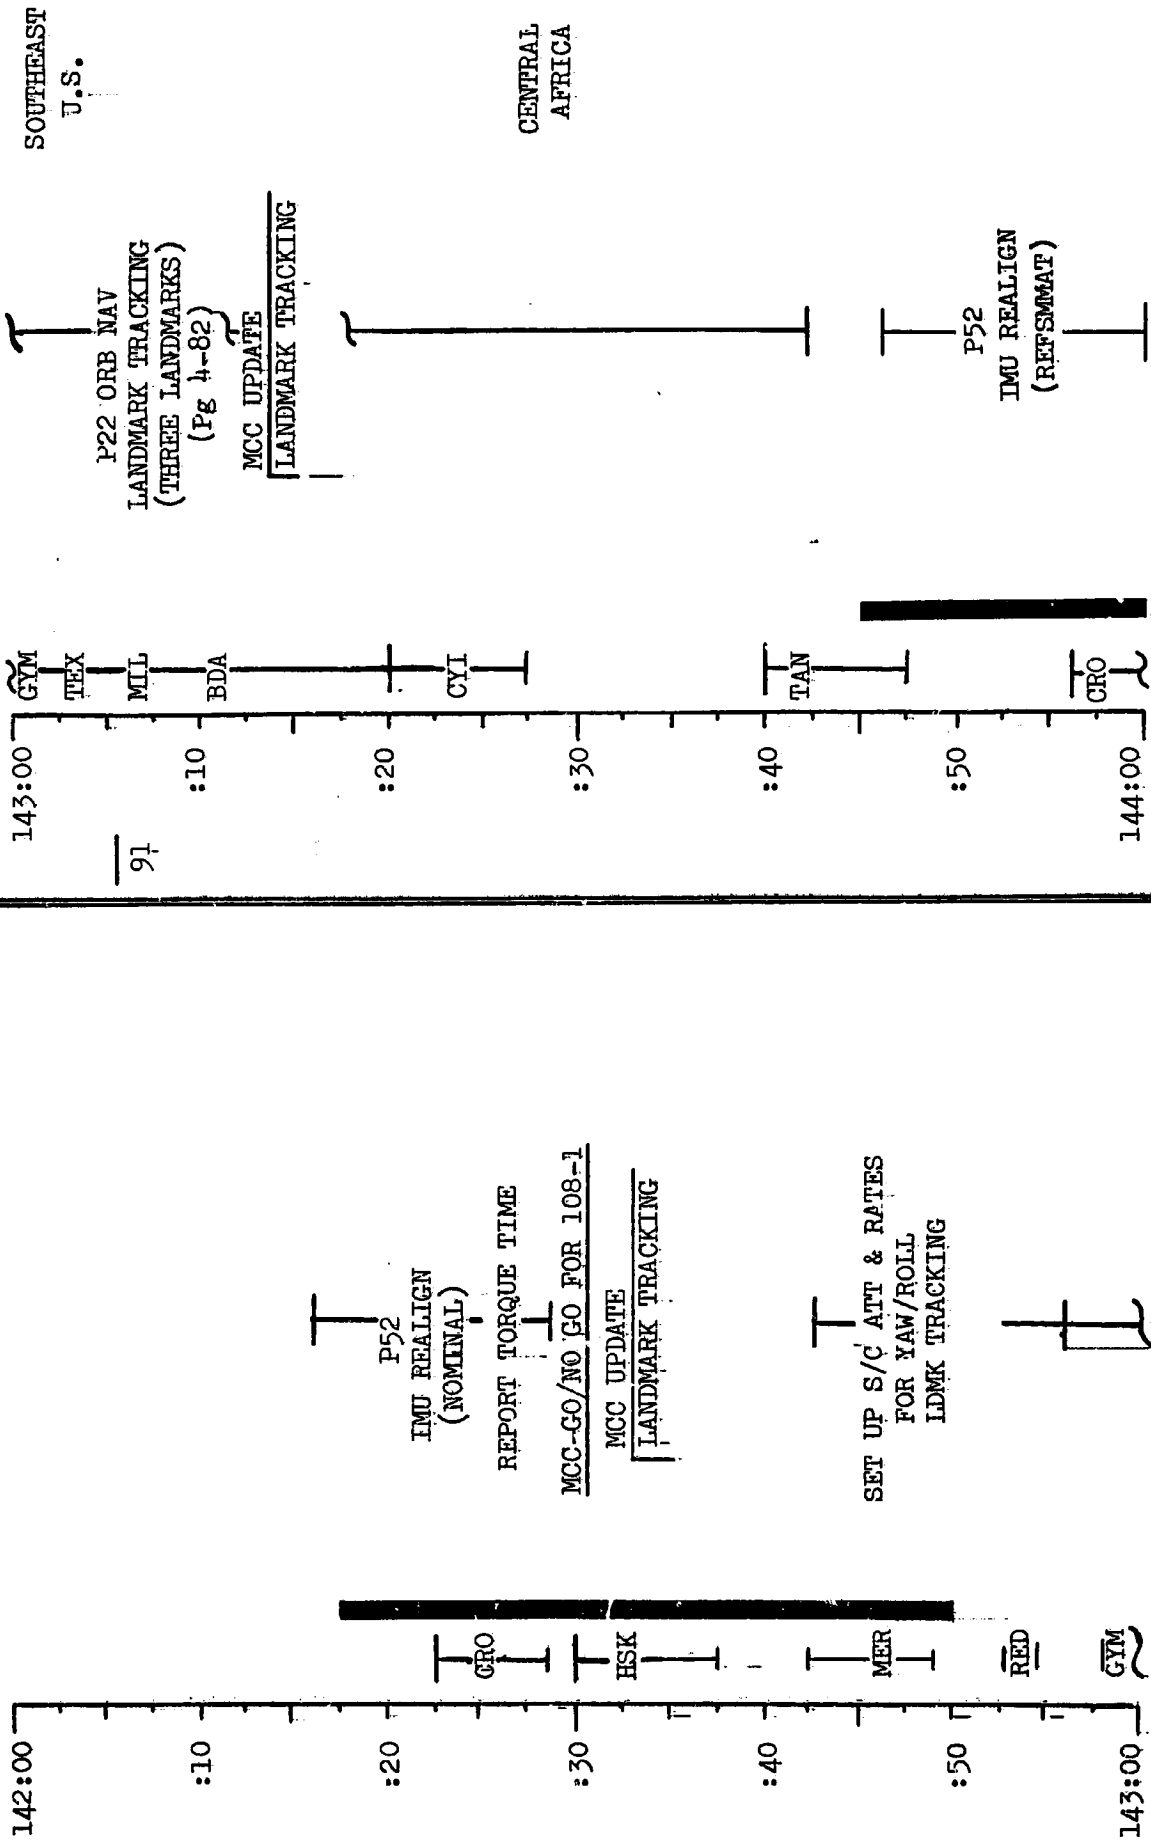 142:00
:10
:20
:30
:40
:50
143:00
CRO
HSK
MER
RED
GYM
P52
IMU REALIGN
(NOMINAL)
REPORT TORQUE TIME
MCC-GO/NO GO FOR 108-1
MCC UPDATE
LANDMARK TRACKING
SET UP S/C ATT & RATES
FOR YAW/ROLL
LDMK TRACKING
91
143:00
:10
:20
:30
:40
:50
144:00
GYM
TEX
MIL
BDA
CYI
TAN
CRO
P22 ORB NAV
LANDMARK TRACKING
(THREE LANDMARKS)
(Pg 4-82)
MCC UPDATE
LANDMARK TRACKING
P52
IMU REALIGN
(REFSMMAT)
SOUTHEAST
U.S.
CENTRAL
AFRICA